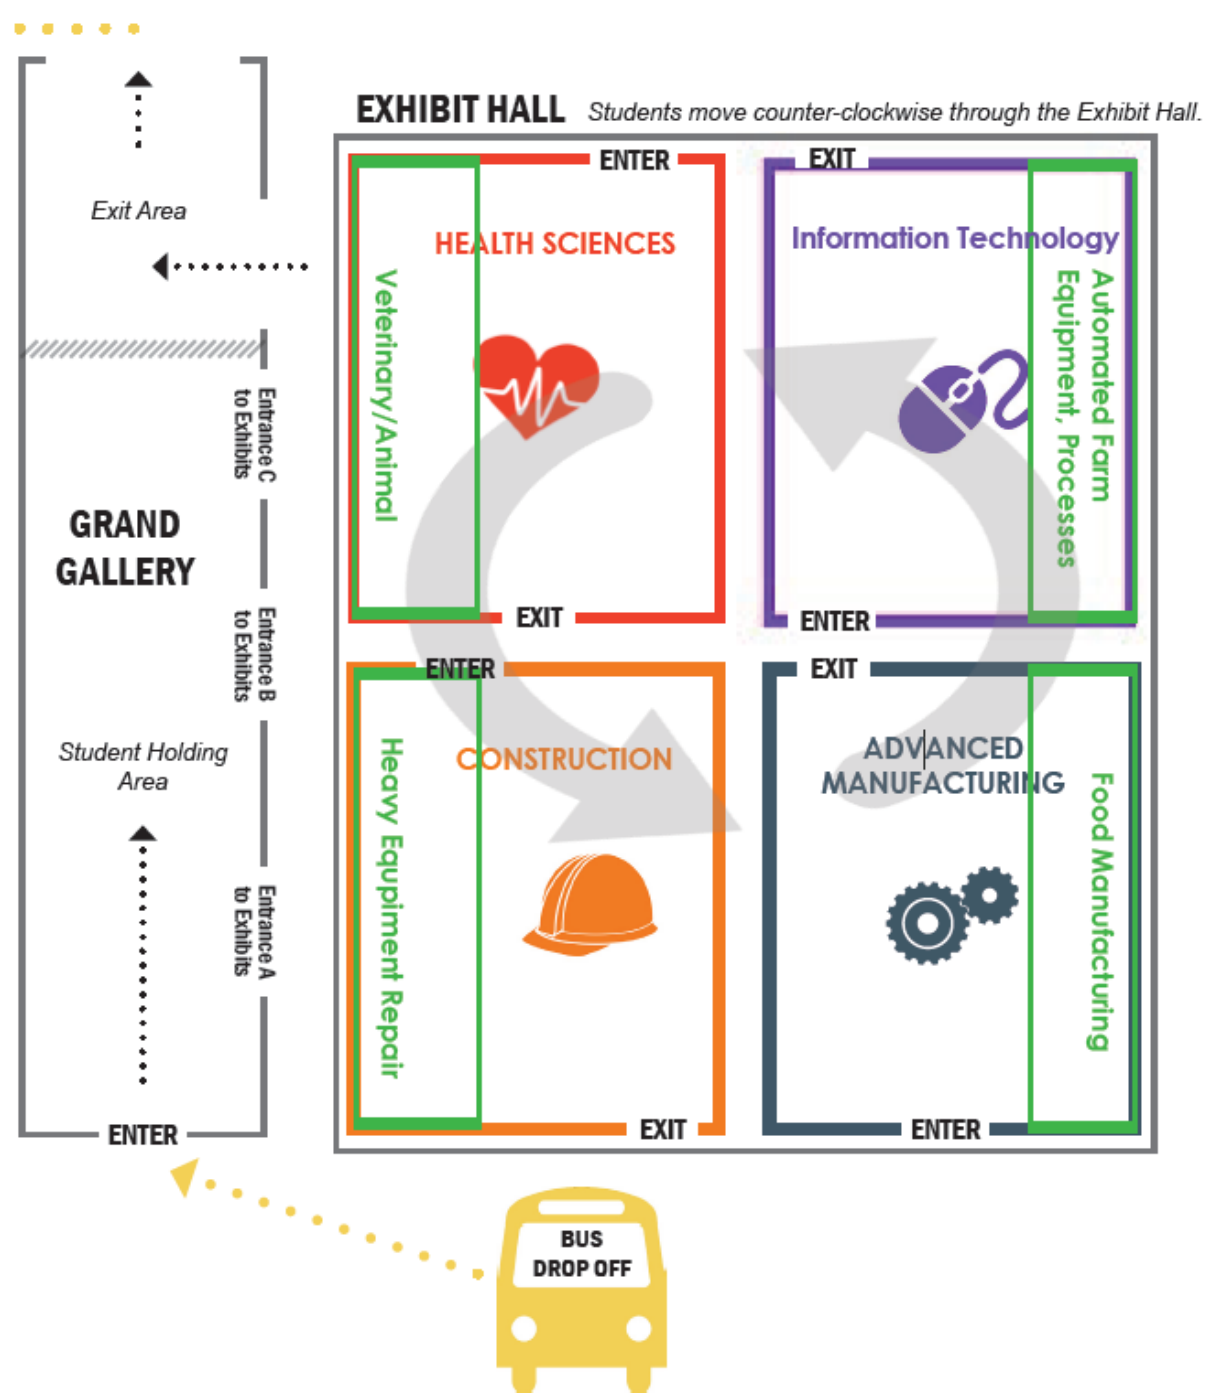 EXHIBIT HALL Students move counter-clockwise through the Exhibit Hall.
ENTER
HEALTH SCIENCES
Veterinary/Animal
EXIT
EXIT
Information Technology
Automated Farm
Equipment, Processes
ENTER
ENTER
CONSTRUCTION
Heavy Equpiment Repair
EXIT
EXIT
ADVANCED
MANUFACTURING
Food Manufacturing
ENTER
Exit Area
Entrance C
to Exhibits
GRAND
GALLERY
Entrance B
to Exhibits
Student Holding
Area
Entrance A
to Exhibits
ENTER
BUS
DROP OFF